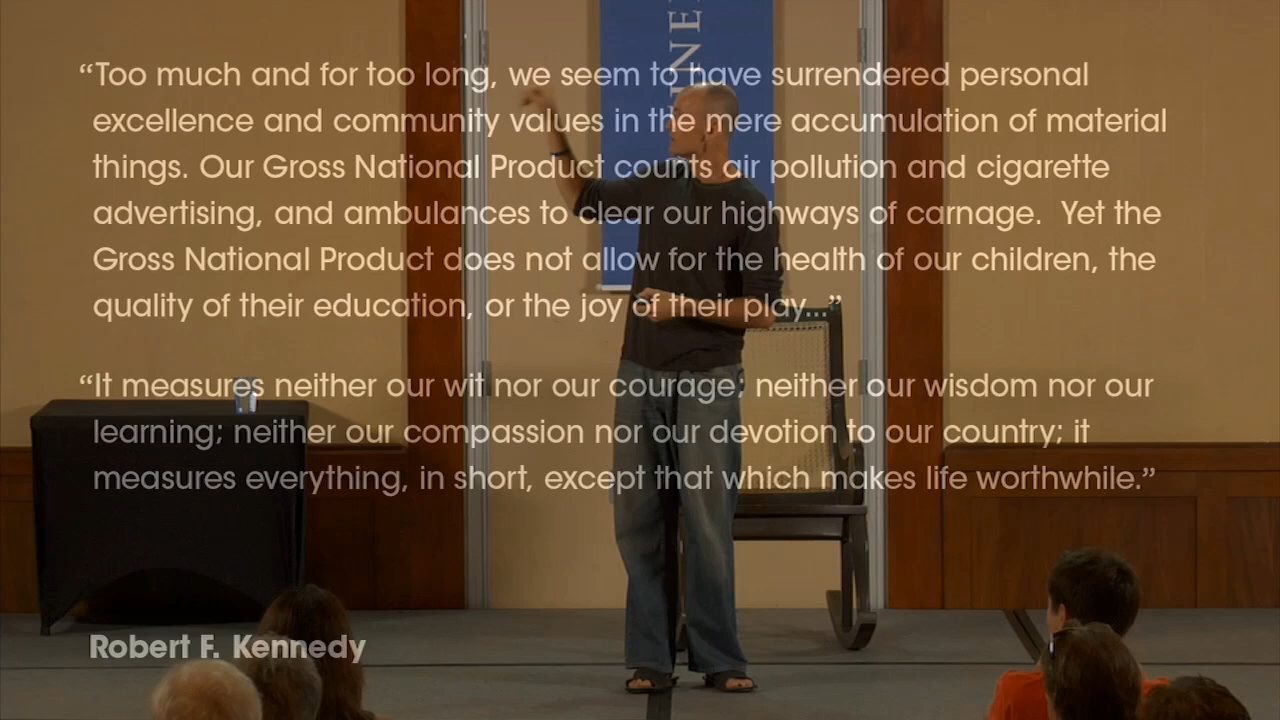 INE
“Too much and for too long, we seem to have surrendered personal
excellence and community values in the mere accumulation of material
things. Our Gross National Product counts air pollution and cigarette
advertising, and ambulances to clear our highways of carnage.  Yet the
Gross National Product does not allow for the health of our children, the
quality of their education, or the joy of their play...”
“It measures neither our wit nor our courage; neither our wisdom nor our
learning; neither our compassion nor our devotion to our country; it
measures everything, in short, except that which makes life worthwhile.”
Robert F. Kennedy